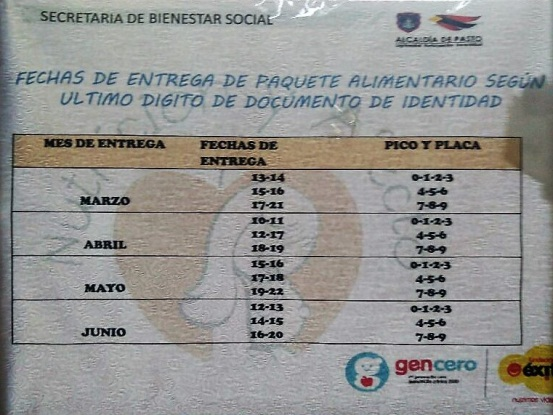 SECRETARIA DE BIENESTAR SOCIAL
ALCALDÍA DE PASTO
FECHAS DE ENTREGA DE PAQUETE ALIMENTARIO SEGÚN
ULTIMO DIGITO DE DOCUMENTO DE IDENTIDAD
MES DE ENTREGA FECHAS DE ENTREGA PICO Y PLACA
MARZO
13-14 0-1-2-3
15-16 4-5-6
17-21 7-8-9
ABRIL
10-11 0-1-2-3
12-17 4-5-6
18-19 7-8-9
MAYO
15-16 0-1-2-3
17-18 4-5-6
19-22 7-8-9
JUNIO
12-13 0-1-2-3
14-15 4-5-6
16-20 7-8-9
gencero